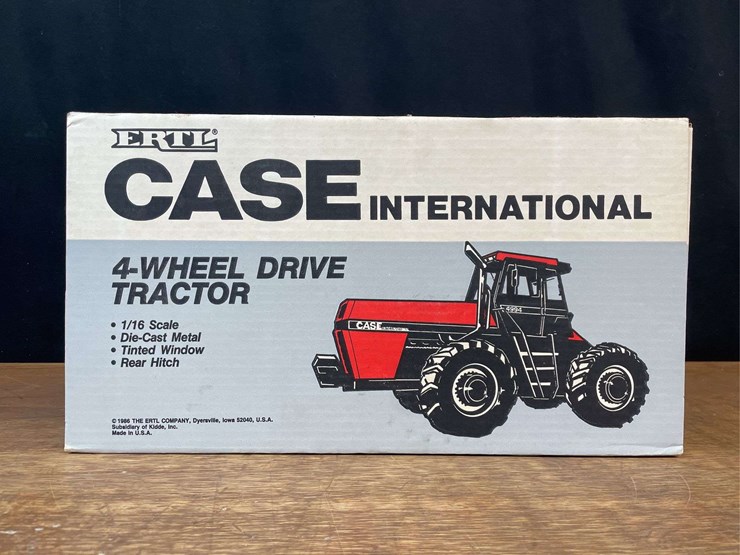 ERTL®
CASE INTERNATIONAL
4-WHEEL DRIVE
TRACTOR
• 1/16 Scale
• Die-Cast Metal
• Tinted Window
• Rear Hitch
4994
CASE INTERNATIONAL
© 1986 THE ERTL COMPANY, Dyersville, Iowa 52040, U.S.A.
Subsidiary of Kidde, Inc.
Made in U.S.A.